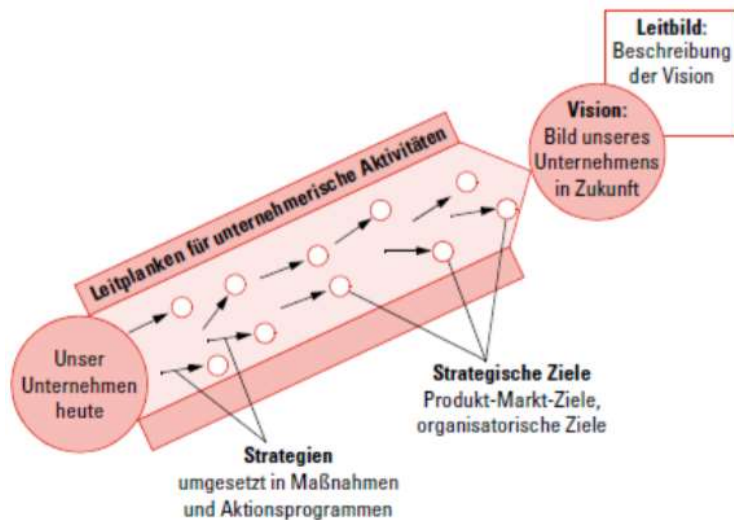 Leitbild:
Beschreibung
der Vision
Vision:
Bild unseres
Unternehmens
in Zukunft
Leitplanken für unternehmerische Aktivitäten
Unser
Unternehmen
heute
Strategische Ziele
Produkt-Markt-Ziele,
organisatorische Ziele
Strategien
umgesetzt in Maßnahmen
und Aktionsprogrammen